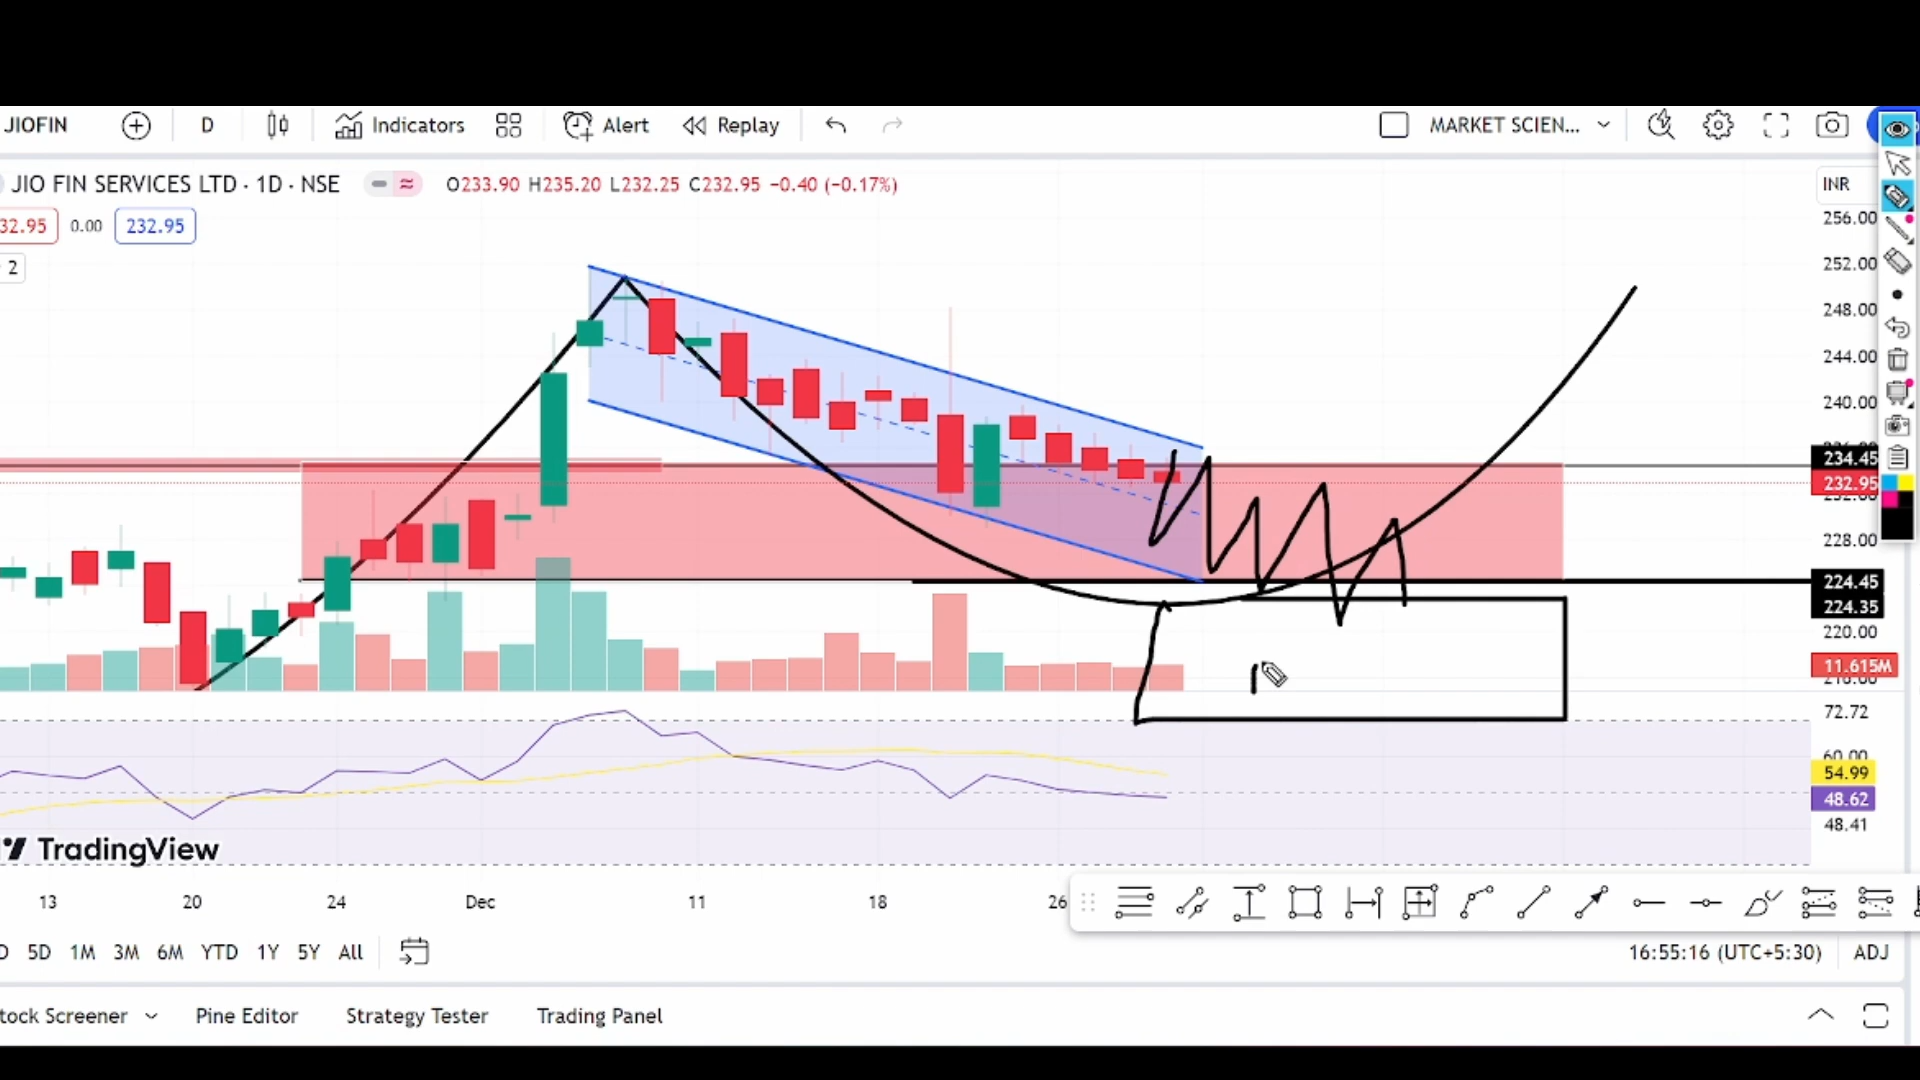 JIOFIN D Indicators Alert Replay MARKET SCIEN...
JIO FIN SERVICES LTD · 1D · NSE O233.90 H235.20 L232.25 C232.95 −0.40 (−0.17%) INR
32.95 0.00 232.95
2
256.00
252.00
248.00
244.00
240.00
234.45
232.95
228.00
224.45
224.35
220.00
11.615M
72.72
60.00
54.99
48.62
48.41
TradingView
13 20 24 Dec 11 18 26
5D 1M 3M 6M YTD 1Y 5Y All 16:55:16 (UTC+5:30) ADJ
tock Screener Pine Editor Strategy Tester Trading Panel